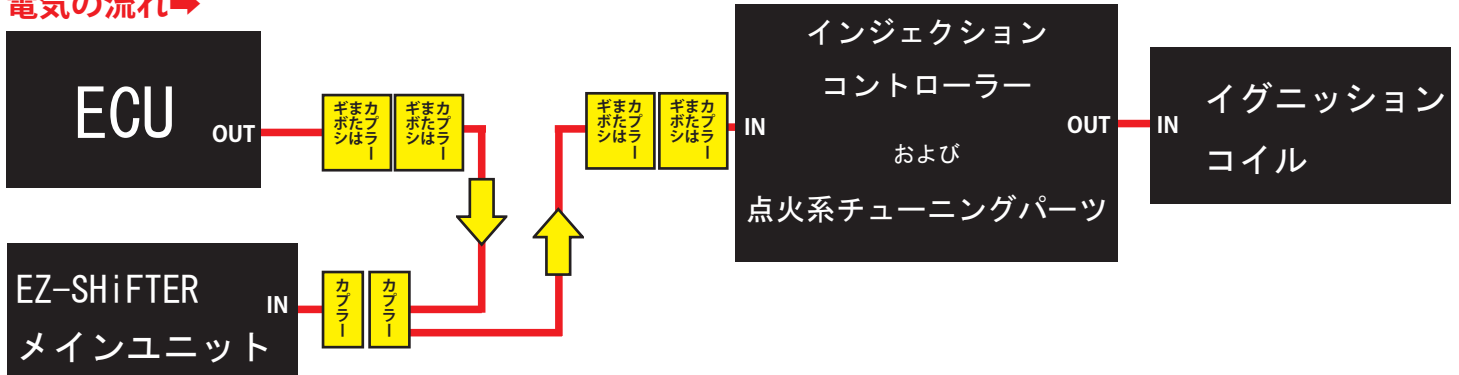 電気の流れ➡
ECU
OUT
カプラー
または
ギボシ
カプラー
または
ギボシ
カプラー
または
ギボシ
カプラー
または
ギボシ
インジェクション
コントローラー
および
点火系チューニングパーツ
IN
OUT
IN
イグニッション
コイル
EZ-SHiFTER
メインユニット
IN
カプラー
カプラー